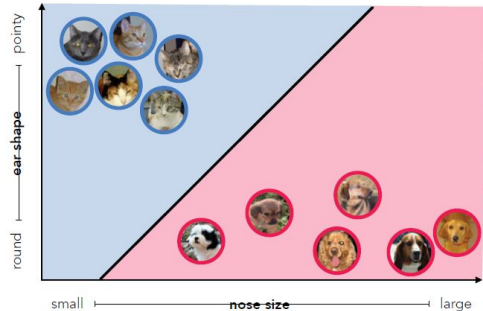 pointy
ear shape
round
small
nose size
large